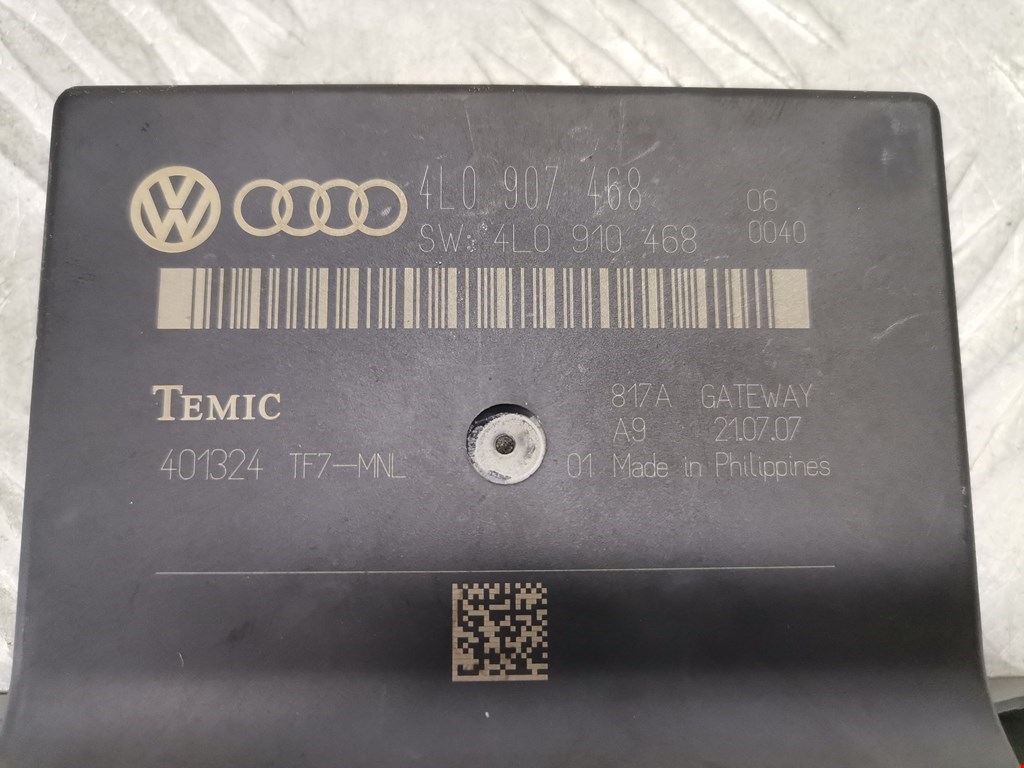 4L0 907 468 06
SW: 4L0 910 468 0040
TEMIC 817A GATEWAY
A9 21.07.07
401324 TF7-MNL 01 Made in Philippines